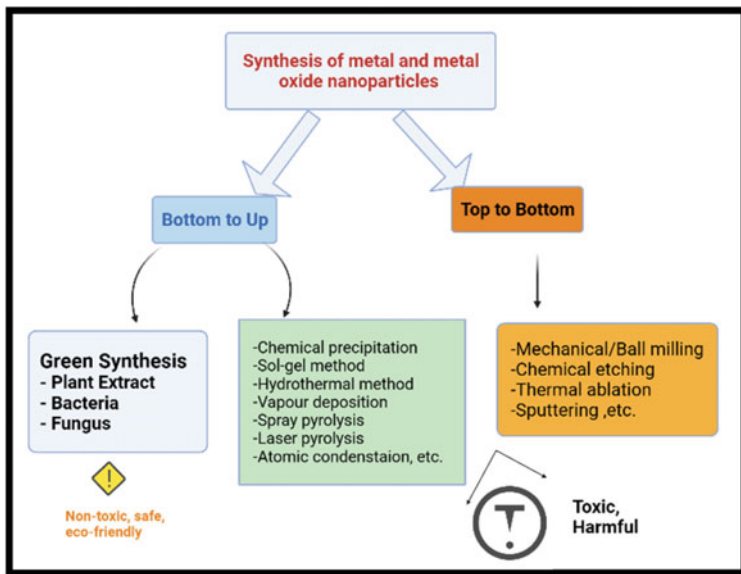 Synthesis of metal and metal
oxide nanoparticles
Bottom to Up
Top to Bottom
Green Synthesis
- Plant Extract
- Bacteria
- Fungus
-Chemical precipitation
-Sol-gel method
-Hydrothermal method
-Vapour deposition
-Spray pyrolysis
-Laser pyrolysis
-Atomic condenstaion, etc.
-Mechanical/Ball milling
-Chemical etching
-Thermal ablation
-Sputtering ,etc.
Non-toxic, safe,
eco-friendly
Toxic,
Harmful